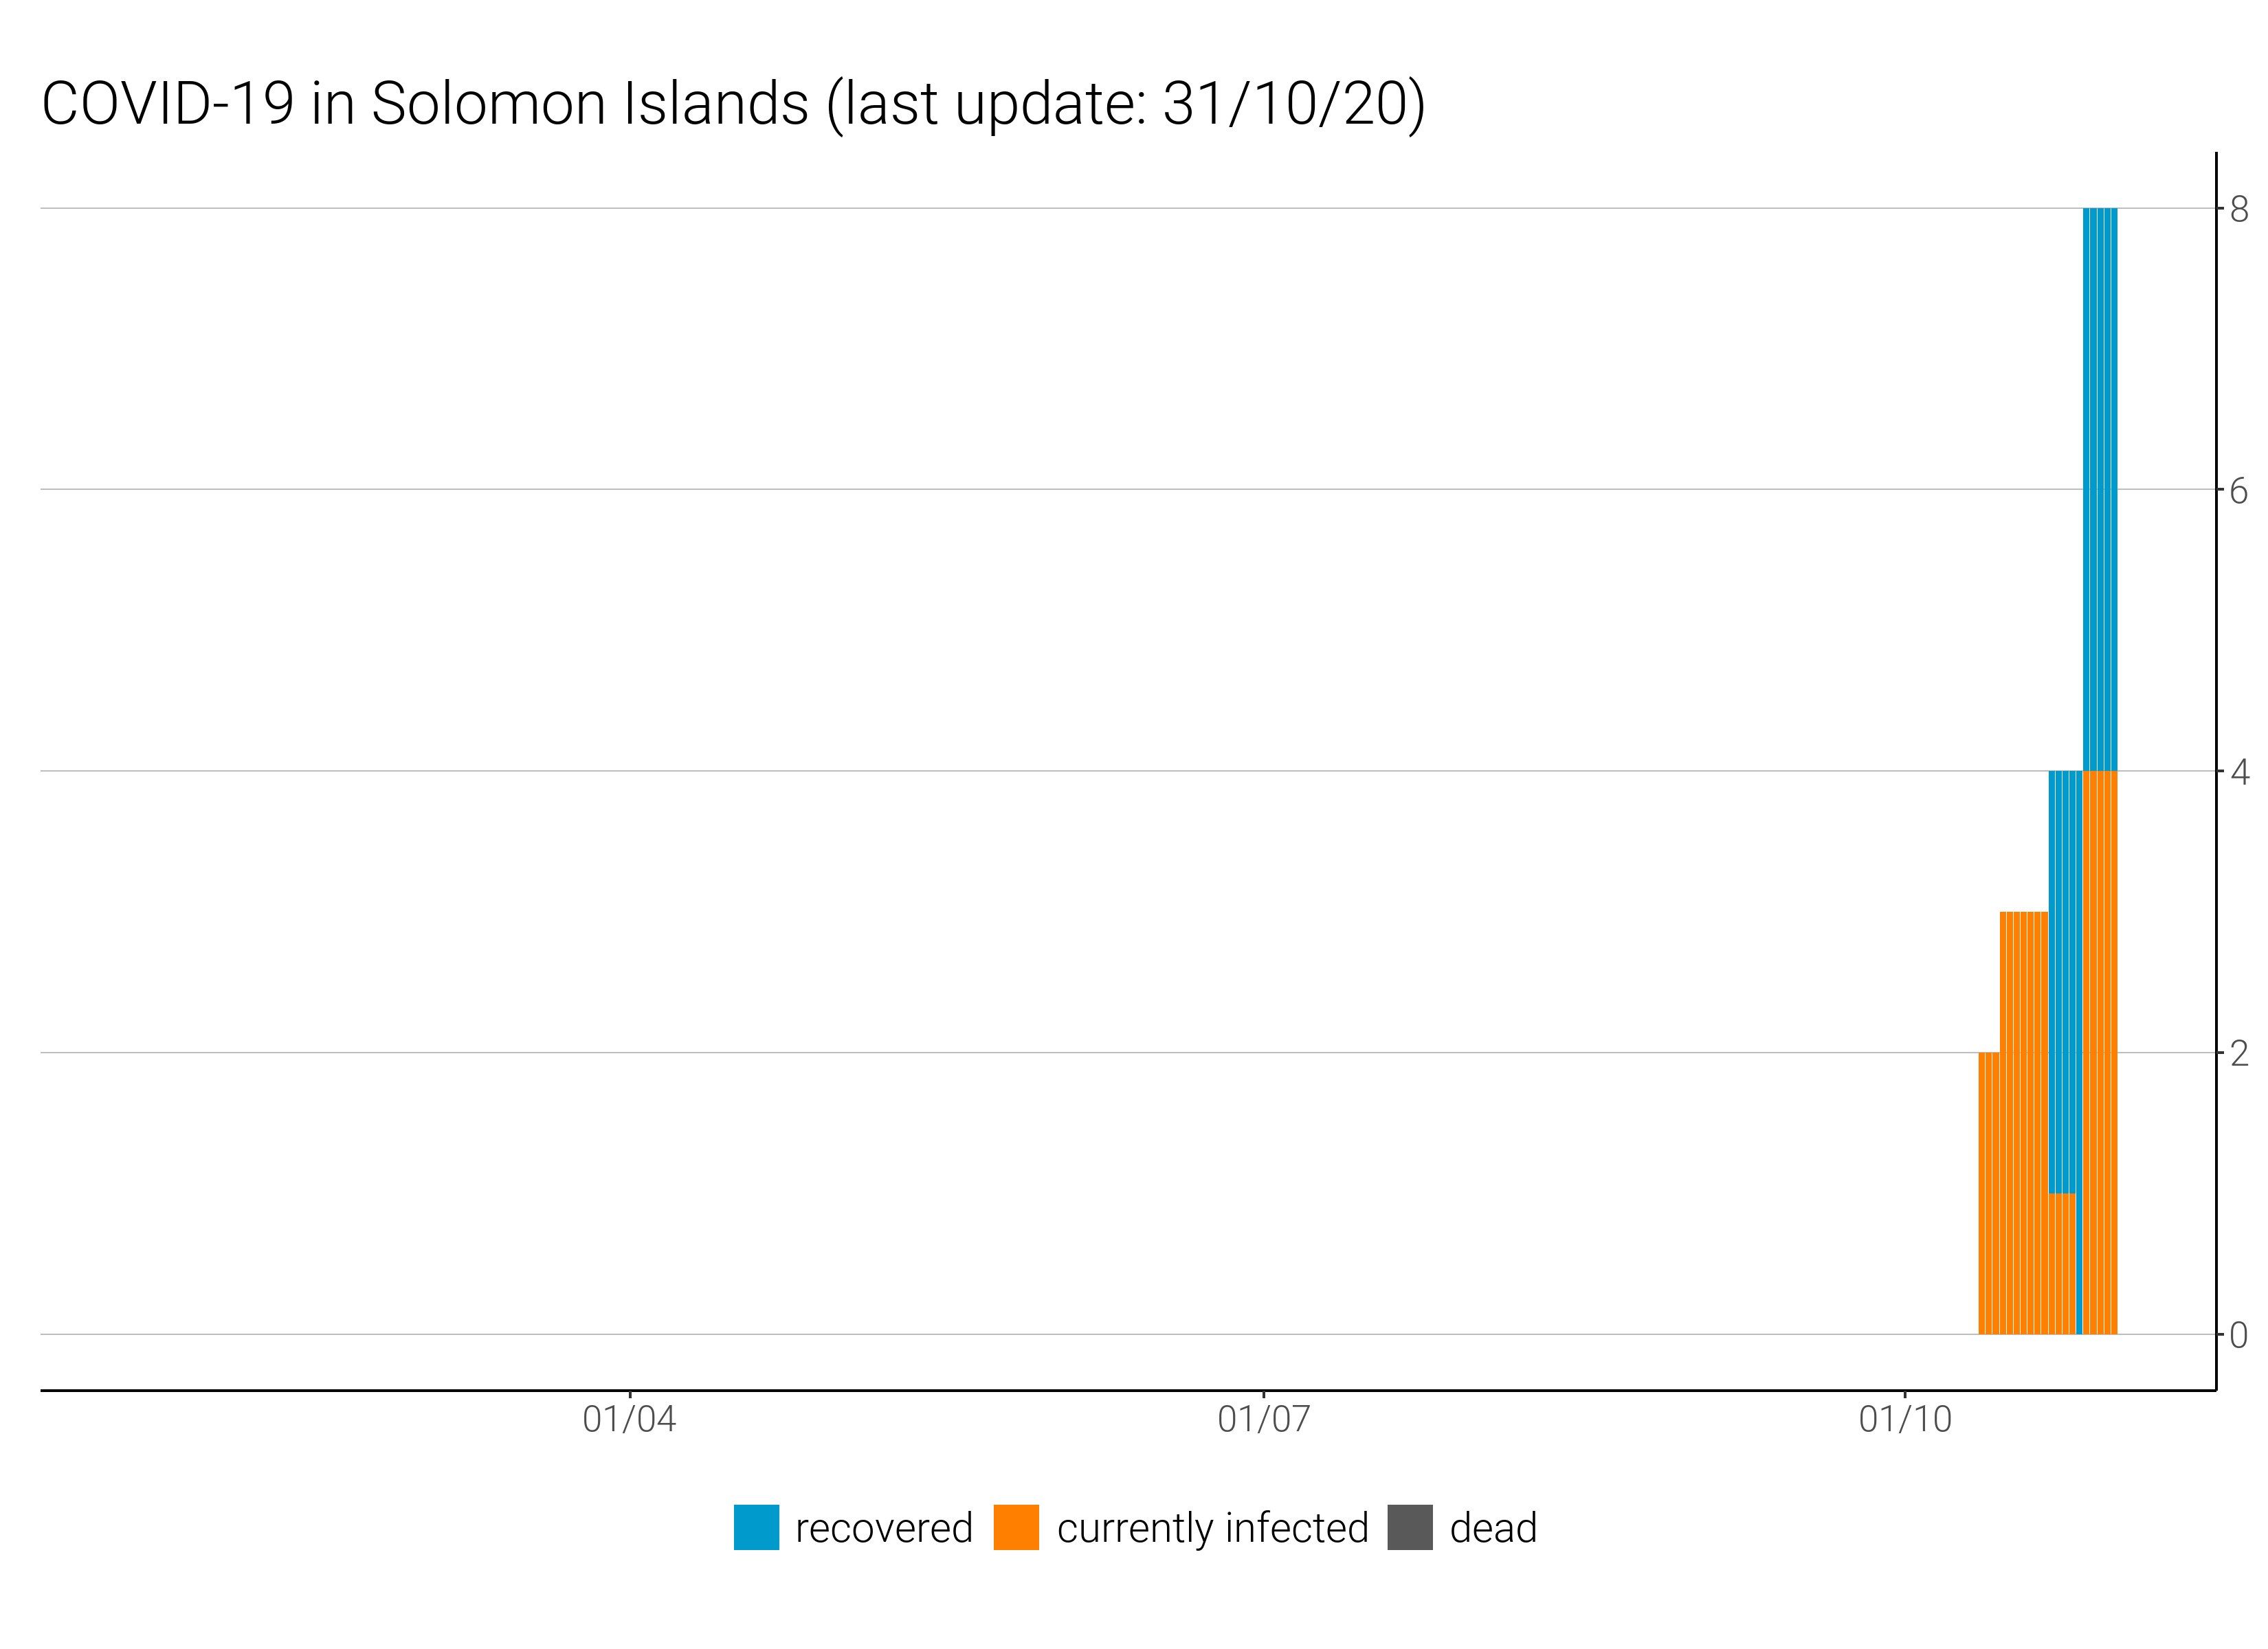 COVID-19 in Solomon Islands (last update: 31/10/20)
8
6
4
2
0
01/04 01/07 01/10
recovered currently infected dead